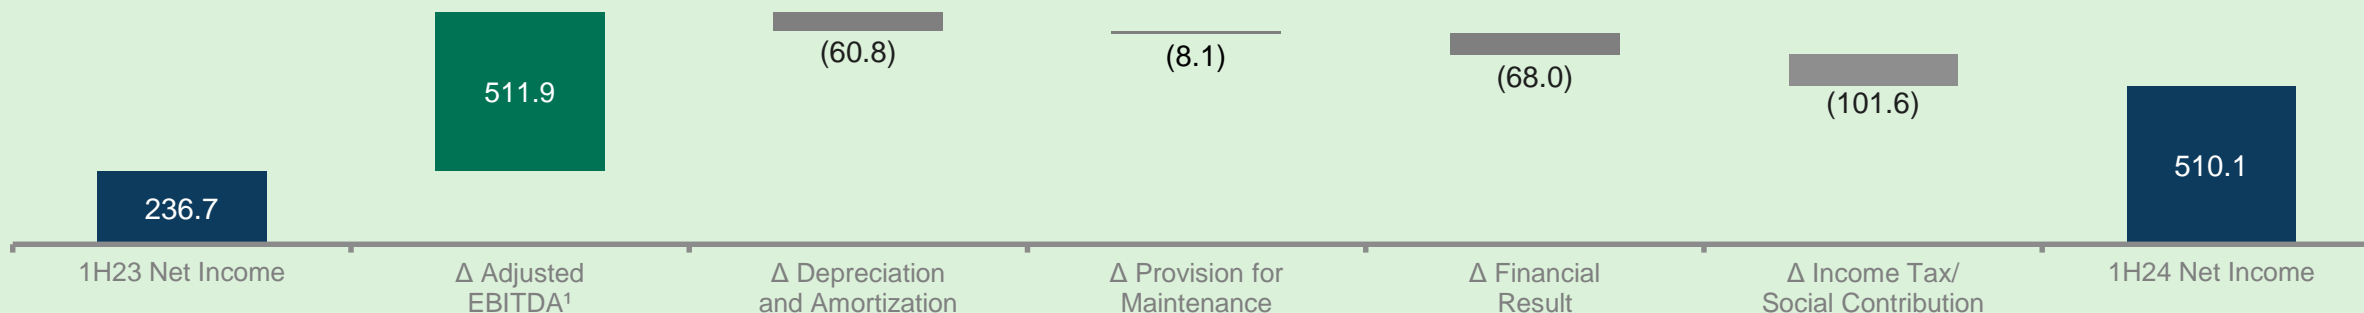 236.7
511.9
(60.8)
(8.1)
(68.0)
(101.6)
510.1
1H23 Net Income
Δ Adjusted
EBITDA¹
Δ Depreciation
and Amortization
Δ Provision for
Maintenance
Δ Financial
Result
Δ Income Tax/
Social Contribution
1H24 Net Income